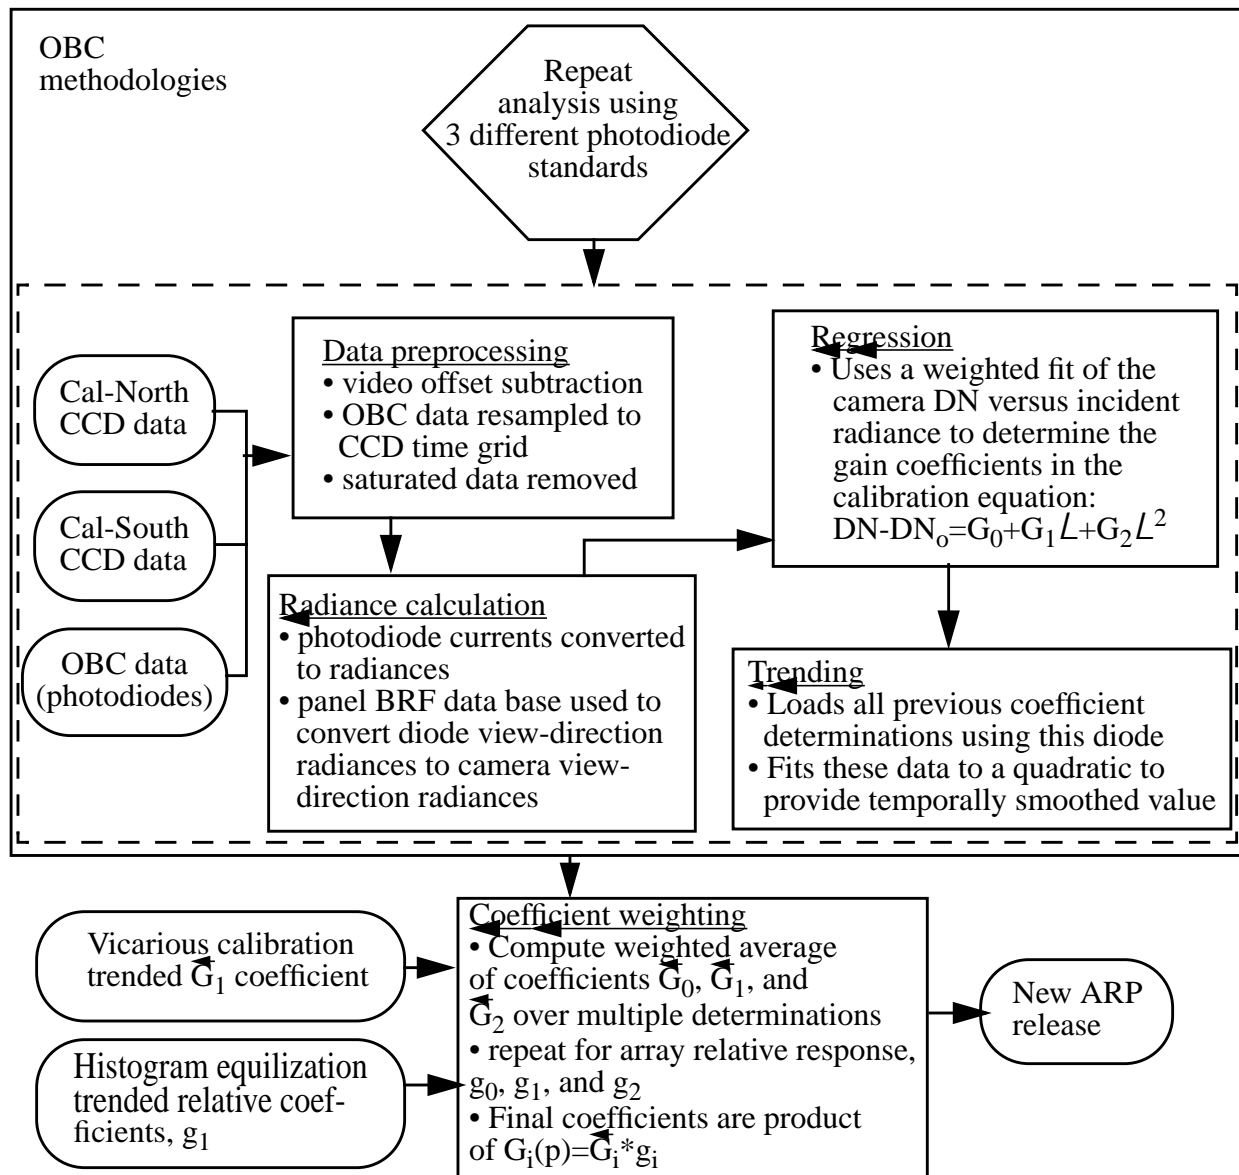 OBC
methodologies
Repeat
analysis using
3 different photodiode
standards
Cal-North
CCD data
Cal-South
CCD data
OBC data
(photodiodes)
Data preprocessing
• video offset subtraction
• OBC data resampled to
CCD time grid
• saturated data removed
Radiance calculation
• photodiode currents converted
to radiances
• panel BRF data base used to
convert diode view-direction
radiances to camera view-
direction radiances
Regression
• Uses a weighted fit of the
camera DN versus incident
radiance to determine the
gain coefficients in the
calibration equation:
DN-DNₒ=G₀+G₁L+G₂L²
Trending
• Loads all previous coefficient
determinations using this diode
• Fits these data to a quadratic to
provide temporally smoothed value
Vicarious calibration
trended G⃖₁ coefficient
Histogram equilization
trended relative coef-
ficients, g₁
Coefficient weighting
• Compute weighted average
of coefficients G⃖₀, G⃖₁, and
G⃖₂ over multiple determinations
• repeat for array relative response,
g₀, g₁, and g₂
• Final coefficients are product
of Gᵢ(p)=G⃖ᵢ*gᵢ
New ARP
release